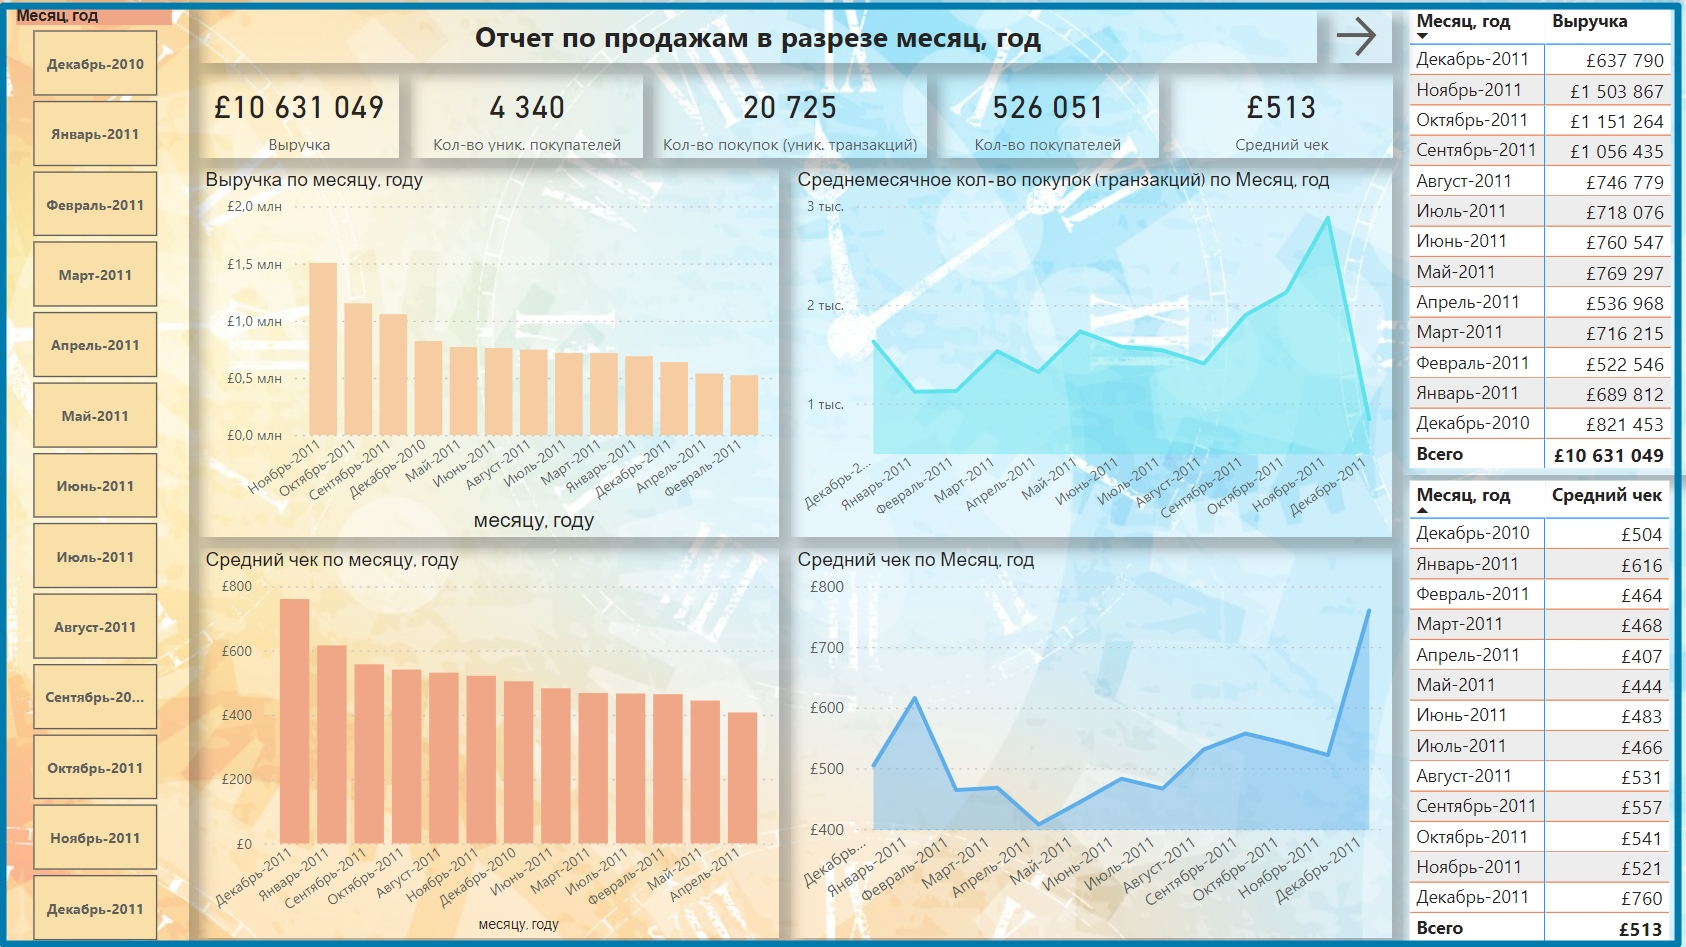 Месяц, год
Декабрь-2010
Январь-2011
Февраль-2011
Март-2011
Апрель-2011
Май-2011
Июнь-2011
Июль-2011
Август-2011
Сентябрь-20...
Октябрь-2011
Ноябрь-2011
Декабрь-2011
Отчет по продажам в разрезе месяц, год
£10 631 049
Выручка
4 340
Кол-во уник. покупателей
20 725
Кол-во покупок (уник. транзакций)
526 051
Кол-во покупателей
£513
Средний чек
Выручка по месяцу, году
£2,0 млн
£1,5 млн
£1,0 млн
£0,5 млн
£0,0 млн
Ноябрь-2011
Октябрь-2011
Сентябрь-2011
Декабрь-2010
Май-2011
Июнь-2011
Август-2011
Июль-2011
Март-2011
Январь-2011
Декабрь-2011
Апрель-2011
Февраль-2011
месяцу, году
Среднемесячное кол-во покупок (транзакций) по Месяц, год
3 тыс.
2 тыс.
1 тыс.
Декабрь-2...
Январь-2011
Февраль-2011
Март-2011
Апрель-2011
Май-2011
Июнь-2011
Июль-2011
Август-2011
Сентябрь-2011
Октябрь-2011
Ноябрь-2011
Декабрь-2011
Средний чек по месяцу, году
£800
£600
£400
£200
£0
Декабрь-2011
Январь-2011
Сентябрь-2011
Октябрь-2011
Август-2011
Ноябрь-2011
Декабрь-2010
Июнь-2011
Март-2011
Июль-2011
Февраль-2011
Май-2011
Апрель-2011
месяцу, году
Средний чек по Месяц, год
£800
£700
£600
£500
£400
Декабрь...
Январь-2011
Февраль-2011
Март-2011
Апрель-2011
Май-2011
Июнь-2011
Июль-2011
Август-2011
Сентябрь-2011
Октябрь-2011
Ноябрь-2011
Декабрь-2011
Месяц, год Выручка
Декабрь-2011 £637 790
Ноябрь-2011 £1 503 867
Октябрь-2011 £1 151 264
Сентябрь-2011 £1 056 435
Август-2011 £746 779
Июль-2011 £718 076
Июнь-2011 £760 547
Май-2011 £769 297
Апрель-2011 £536 968
Март-2011 £716 215
Февраль-2011 £522 546
Январь-2011 £689 812
Декабрь-2010 £821 453
Всего £10 631 049
Месяц, год Средний чек
Декабрь-2010 £504
Январь-2011 £616
Февраль-2011 £464
Март-2011 £468
Апрель-2011 £407
Май-2011 £444
Июнь-2011 £483
Июль-2011 £466
Август-2011 £531
Сентябрь-2011 £557
Октябрь-2011 £541
Ноябрь-2011 £521
Декабрь-2011 £760
Всего £513